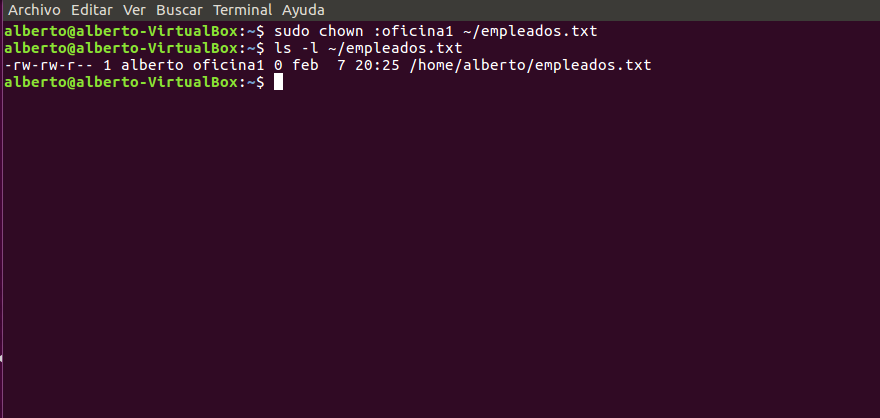 Archivo Editar Ver Buscar Terminal Ayuda
alberto@alberto-VirtualBox:~$ sudo chown :oficina1 ~/empleados.txt
alberto@alberto-VirtualBox:~$ ls -l ~/empleados.txt
-rw-rw-r-- 1 alberto oficina1 0 feb  7 20:25 /home/alberto/empleados.txt
alberto@alberto-VirtualBox:~$